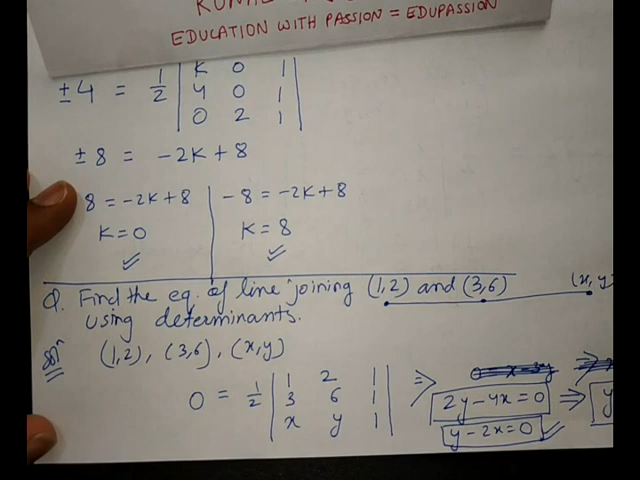 EDUCATION WITH PASSION = EDUPASSION
±4 = 1/2 | K 0 1 |
| 4 0 1 |
| 0 2 1 |
±8 = -2K + 8
8 = -2K + 8 | -8 = -2K + 8
K = 0 | K = 8
✓ ✓
Q. Find the eq. of line joining (1,2) and (3,6) (x, y)
using determinants.
Solⁿ (1,2), (3,6), (x,y)
0 = 1/2 | 1 2 1 | ⇒
| 3 6 1 | 2y-4x=0 ⇒ y
| x y 1 | y-2x=0 ✓